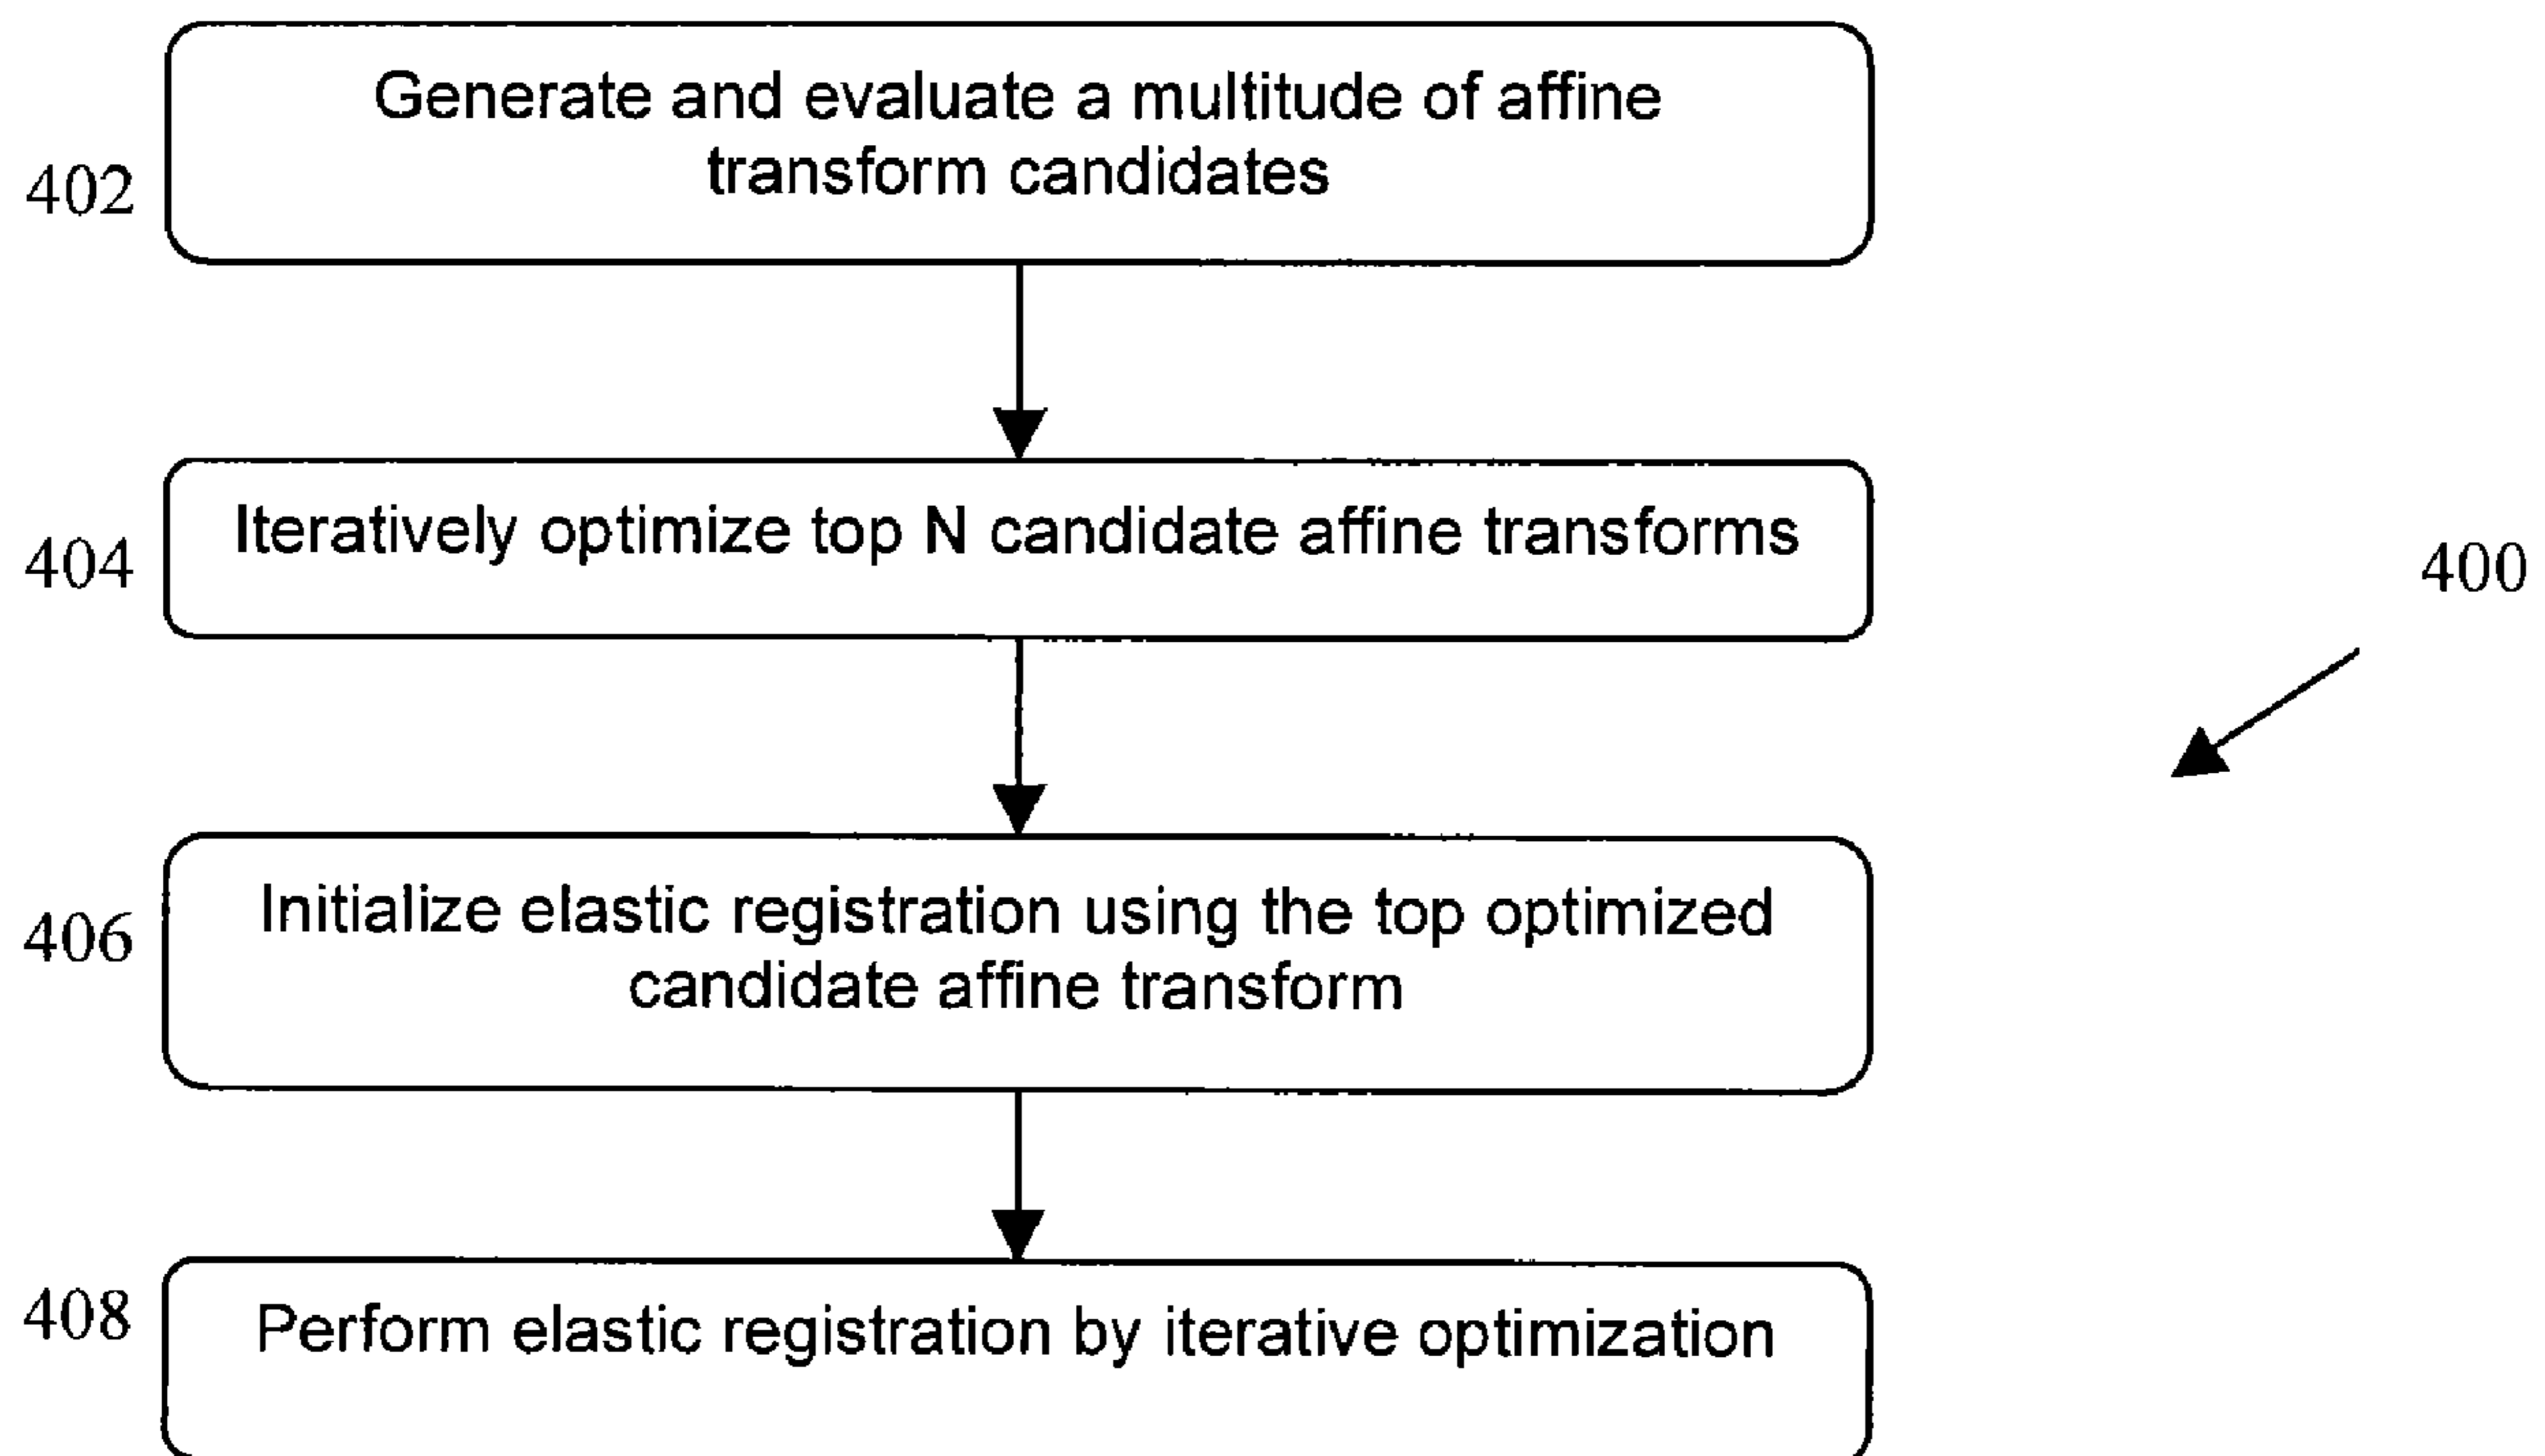 Generate and evaluate a multitude of affine
transform candidates
402
Iteratively optimize top N candidate affine transforms
404
400
Initialize elastic registration using the top optimized
candidate affine transform
406
Perform elastic registration by iterative optimization
408